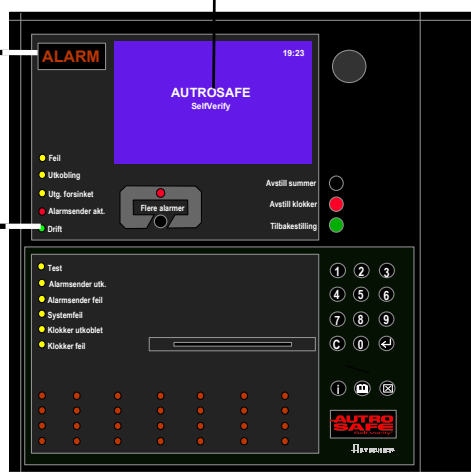 ALARM
19:23
AUTROSAFE
SelfVerify
Feil
Utkobling
Utg. forsinket
Alarmsender akt.
Drift
Flere alarmer
Avstill summer
Avstill klokker
Tilbakestilling
Test
Alarmsender utk.
Alarmsender feil
Systemfeil
Klokker utkoblet
Klokker feil
1 2 3
4 5 6
7 8 9
C 0
i
AUTRO
SAFE